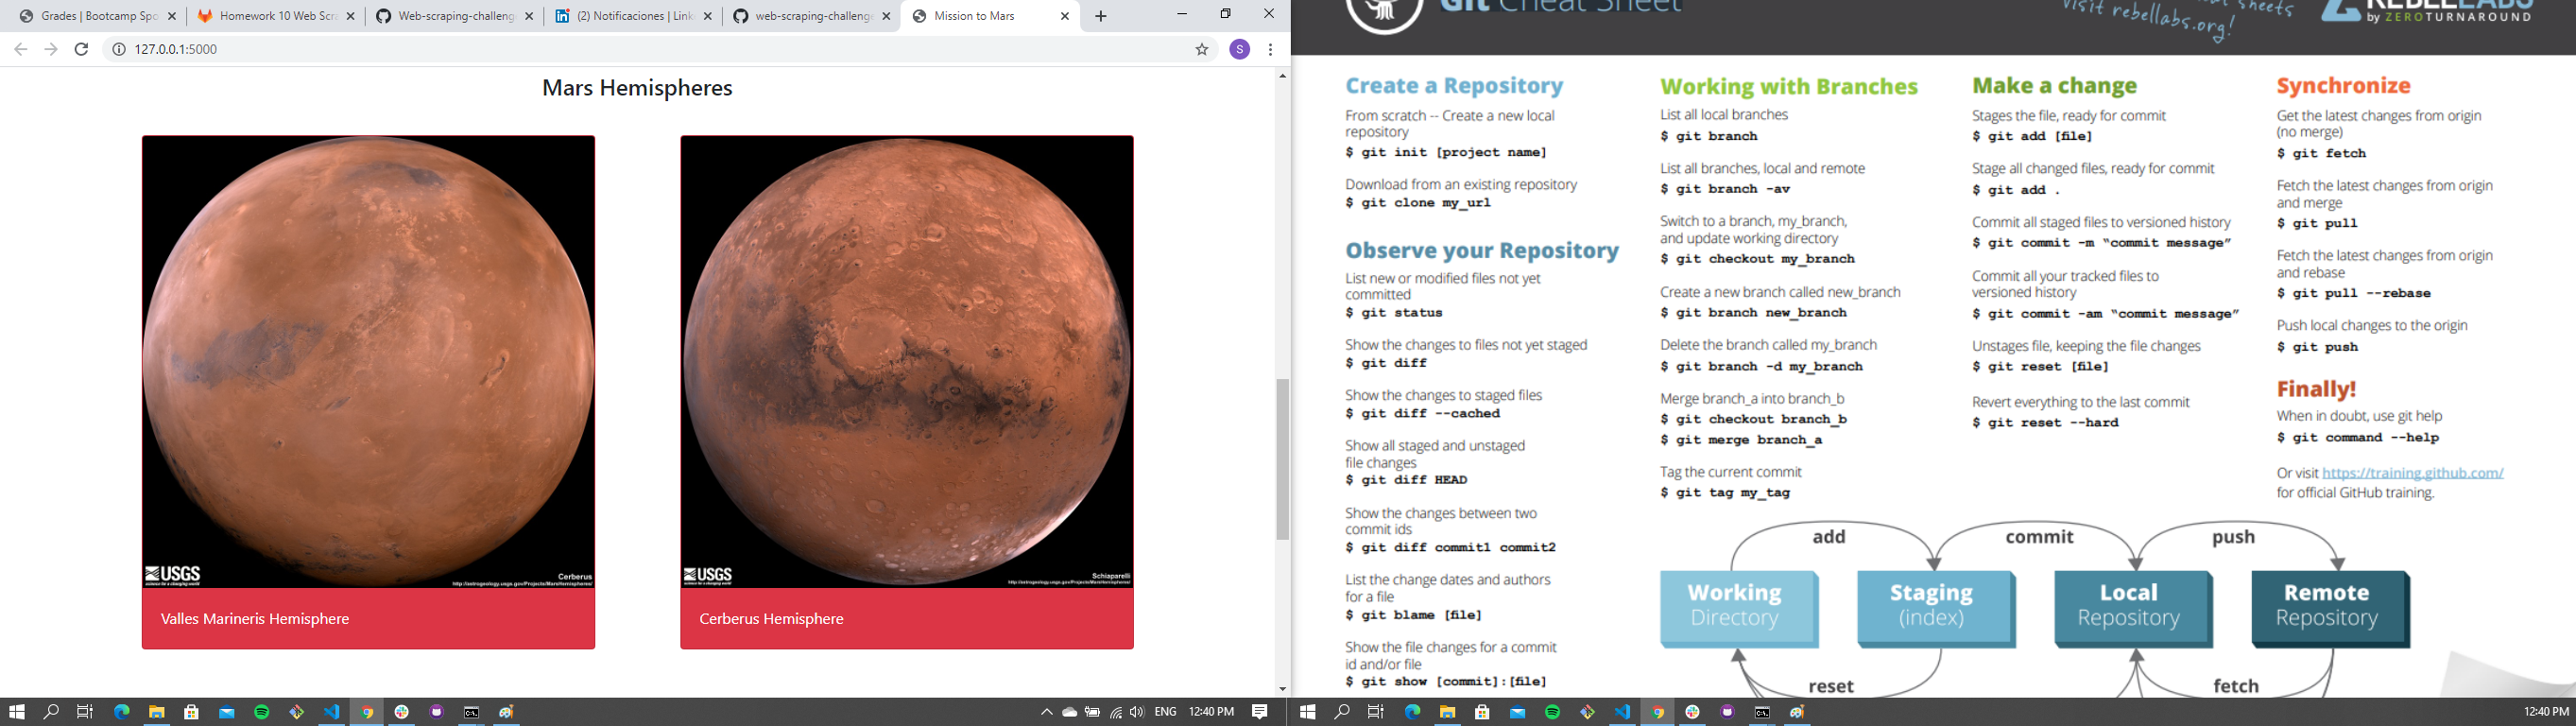 Grades | Bootcamp Spo
Homework 10 Web Scra
Web-scraping-challeng
(2) Notificaciones | Link
web-scraping-challenge
Mission to Mars
127.0.0.1:5000
S
Mars Hemispheres
USGS
science for a changing world
Cerberus
http://astrogeology.usgs.gov/Projects/MarsHemispheres/
Valles Marineris Hemisphere
USGS
science for a changing world
Schiaparelli
http://astrogeology.usgs.gov/Projects/MarsHemispheres/
Cerberus Hemisphere
ENG 12:40 PM
Git Cheat Sheet
sheets
Visit rebellabs.org!
REBELLABS
by ZEROTURNAROUND
Create a Repository
From scratch -- Create a new local
repository
$ git init [project name]
Download from an existing repository
$ git clone my_url
Observe your Repository
List new or modified files not yet
committed
$ git status
Show the changes to files not yet staged
$ git diff
Show the changes to staged files
$ git diff --cached
Show all staged and unstaged
file changes
$ git diff HEAD
Show the changes between two
commit ids
$ git diff commit1 commit2
List the change dates and authors
for a file
$ git blame [file]
Show the file changes for a commit
id and/or file
$ git show [commit]:[file]
Working with Branches
List all local branches
$ git branch
List all branches, local and remote
$ git branch -av
Switch to a branch, my_branch,
and update working directory
$ git checkout my_branch
Create a new branch called new_branch
$ git branch new_branch
Delete the branch called my_branch
$ git branch -d my_branch
Merge branch_a into branch_b
$ git checkout branch_b
$ git merge branch_a
Tag the current commit
$ git tag my_tag
Make a change
Stages the file, ready for commit
$ git add [file]
Stage all changed files, ready for commit
$ git add .
Commit all staged files to versioned history
$ git commit -m “commit message”
Commit all your tracked files to
versioned history
$ git commit -am “commit message”
Unstages file, keeping the file changes
$ git reset [file]
Revert everything to the last commit
$ git reset --hard
Synchronize
Get the latest changes from origin
(no merge)
$ git fetch
Fetch the latest changes from origin
and merge
$ git pull
Fetch the latest changes from origin
and rebase
$ git pull --rebase
Push local changes to the origin
$ git push
Finally!
When in doubt, use git help
$ git command --help
Or visit https://training.github.com/
for official GitHub training.
add
commit
push
Working
Directory
Staging
(index)
Local
Repository
Remote
Repository
reset
fetch
12:40 PM